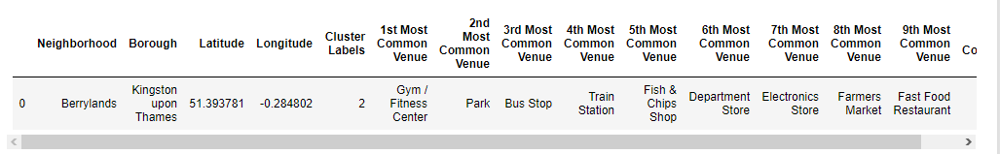 Neighborhood Borough Latitude Longitude Cluster Labels 1st Most Common Venue 2nd Most Common Venue 3rd Most Common Venue 4th Most Common Venue 5th Most Common Venue 6th Most Common Venue 7th Most Common Venue 8th Most Common Venue 9th Most Common Venue Co
0 Berrylands Kingston upon Thames 51.393781 -0.284802 2 Gym / Fitness Center Park Bus Stop Train Station Fish & Chips Shop Department Store Electronics Store Farmers Market Fast Food Restaurant